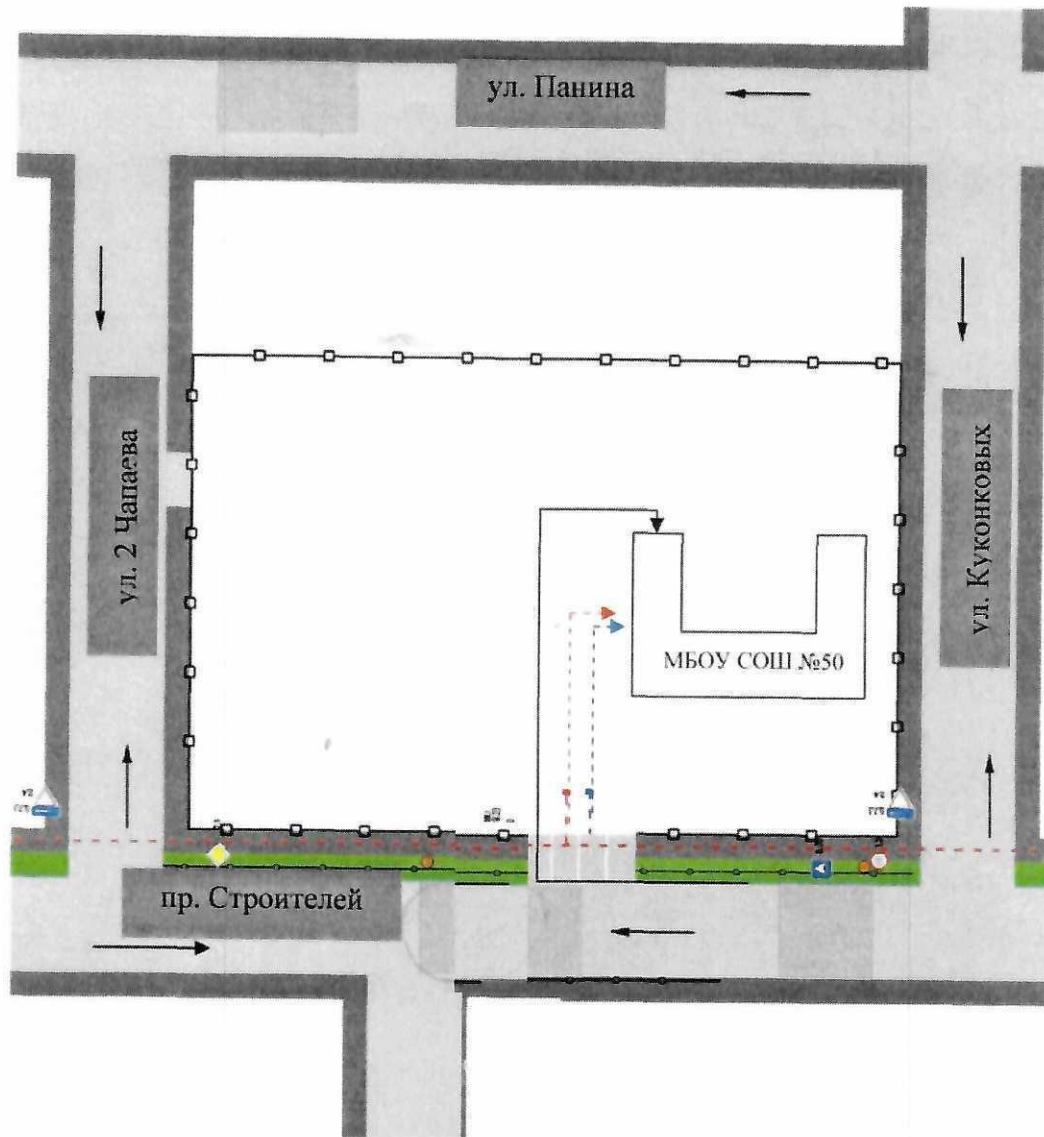 ул. Панина
ул. 2 Чапаева
ул. Куконковых
МБОУ СОШ №50
пр. Строителей